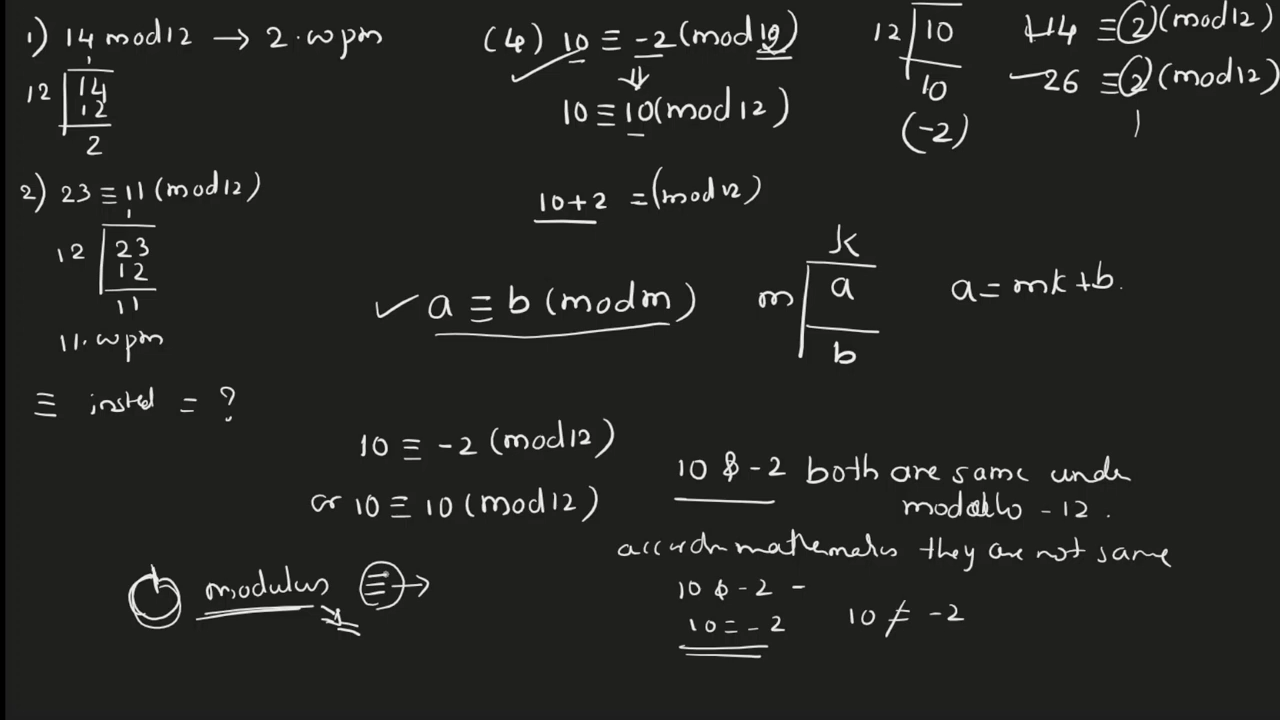 1) 14 mod 12 → 2. wpm
12 14
12
2
2) 23 ≡ 11 (mod 12)
12 23
12
11
11. wpm
≡ insted = ?
(4) 10 ≡ -2 (mod 12)
⇓
10 ≡ 10 (mod 12)
12 10
10
(-2)
14 ≡ 2 (mod 12)
26 ≡ 2 (mod 12)
10+2 = (mod 12)
✓ a ≡ b (mod m)
k
m a
b
a = mk + b.
10 ≡ -2 (mod 12)
or 10 ≡ 10 (mod 12)
10 & -2 both are same under
modullo - 12.
accordn mathematics they are not same
10 & -2 -
10 = -2 10 ≠ -2
modulus ≡ →